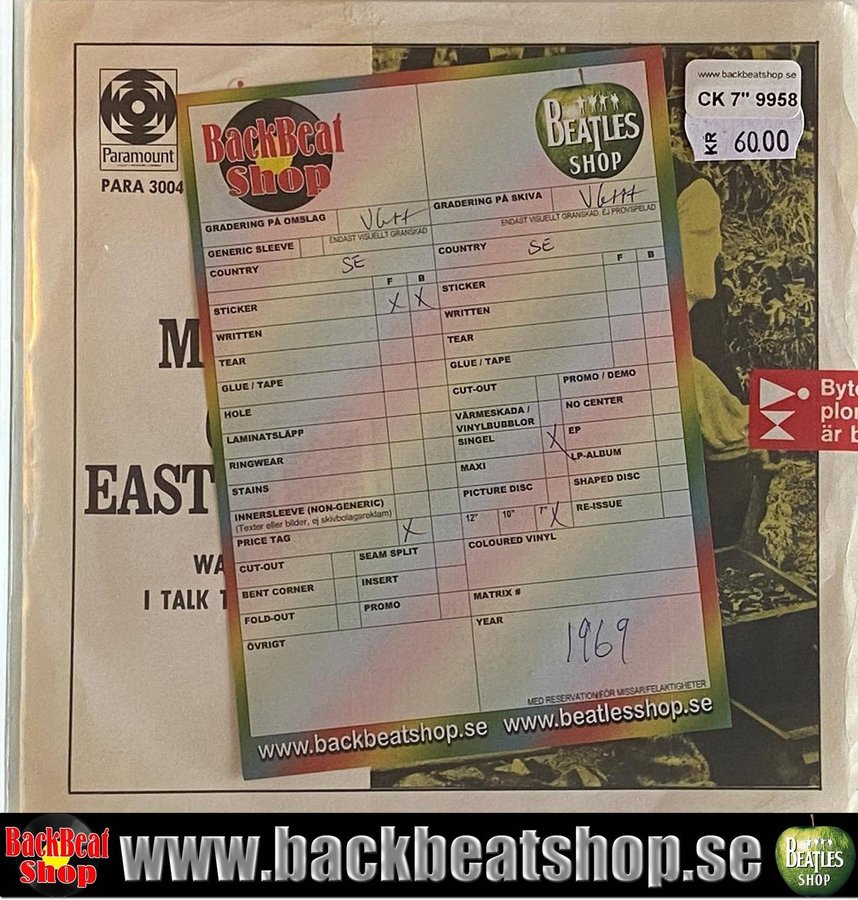 Paramount
PARA 3004
www.backbeatshop.se
CK 7" 9958
KR 60.00
M
EAST
WA
I TALK T
Byte
plom
är b
BackBeat
Shop
BEATLES
SHOP
GRADERING PÅ OMSLAG VG++
ENDAST VISUELLT GRANSKAD
GENERIC SLEEVE
COUNTRY SE
F B
STICKER X X
WRITTEN
TEAR
GLUE / TAPE
HOLE
LAMINATSLÄPP
RINGWEAR
STAINS
INNERSLEEVE (NON-GENERIC)
(Texter eller bilder, ej skivbolagsreklam)
PRICE TAG X
CUT-OUT SEAM SPLIT
BENT CORNER INSERT
FOLD-OUT PROMO
ÖVRIGT
GRADERING PÅ SKIVA VG+++
ENDAST VISUELLT GRANSKAD, EJ PROVSPELAD
COUNTRY SE
F B
STICKER
WRITTEN
TEAR
GLUE / TAPE
CUT-OUT PROMO / DEMO
VÄRMESKADA /
VINYLBUBBLOR NO CENTER
SINGEL X EP
MAXI LP-ALBUM
PICTURE DISC SHAPED DISC
12" 10" 7" X RE-ISSUE
COLOURED VINYL
MATRIX #
YEAR
1969
MED RESERVATION FÖR MISSAR/FELAKTIGHETER
www.backbeatshop.se www.beatlesshop.se
BackBeat
Shop
www.backbeatshop.se
BEATLES
SHOP